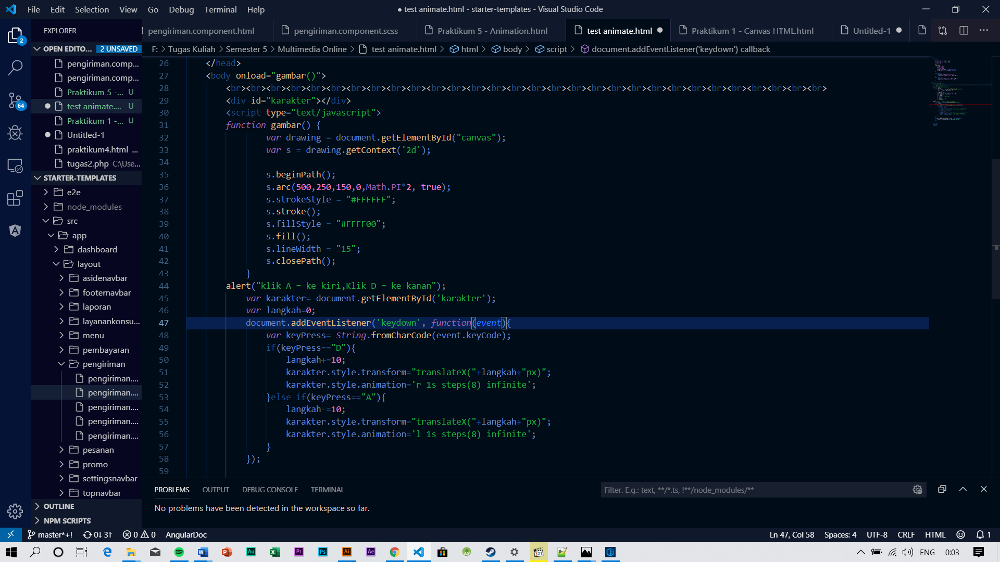 File Edit Selection View Go Debug Terminal Help
● test animate.html - starter-templates - Visual Studio Code
EXPLORER
pengiriman.component.html
pengiriman.component.scss
Praktikum 5 - Animation.html
test animate.html
Praktikum 1 - Canvas HTML.html
Untitled-1
OPEN EDITO... 2 UNSAVED
F: > Tugas Kuliah > Semester 5 > Multimedia Online > test animate.html > html > body > script > document.addEventListener('keydown') callback
pengiriman.comp...
pengiriman.comp...
Praktikum 5 -... U
test animate.... U
Praktikum 1 -... U
Untitled-1
praktikum4.html ...
tugas2.php C:\Use...
STARTER-TEMPLATES
e2e
node_modules
src
app
dashboard
layout
asidenavbar
footernavbar
laporan
layanankonsu...
menu
pembayaran
pengiriman
pengiriman....
pengiriman....
pengiriman....
pengiriman....
pengiriman....
pesanan
promo
settingsnavbar
topnavbar
OUTLINE
NPM SCRIPTS
2
64
26 </head>
27 <body onload="gambar()">
28 <br><br><br><br><br><br><br><br><br><br><br><br><br><br><br><br><br><br><br><br><br><br><br><br><br><br><br><br><br><br>
29 <div id="karakter"></div>
30 <script type="text/javascript">
31 function gambar() {
32 var drawing = document.getElementById("canvas");
33 var s = drawing.getContext('2d');
34
35 s.beginPath();
36 s.arc(500,250,150,0,Math.PI*2, true);
37 s.strokeStyle = "#FFFFFF";
38 s.stroke();
39 s.fillStyle = "#FFFF00";
40 s.fill();
41 s.lineWidth = "15";
42 s.closePath();
43 }
44 alert("klik A = ke kiri,Klik D = ke kanan");
45 var karakter= document.getElementById('karakter');
46 var langkah=0;
47 document.addEventListener('keydown', function(event){
48 var keyPress= String.fromCharCode(event.keyCode);
49 if(keyPress=="D"){
50 langkah+=10;
51 karakter.style.transform="translateX("+langkah+"px)";
52 karakter.style.animation='r 1s steps(8) infinite';
53 }else if(keyPress=="A"){
54 langkah-=10;
55 karakter.style.transform="translateX("+langkah+"px)";
56 karakter.style.animation='l 1s steps(8) infinite';
57 }
58 });
59
PROBLEMS OUTPUT DEBUG CONSOLE TERMINAL
Filter. E.g.: text, **/*.ts, !**/node_modules/**
No problems have been detected in the workspace so far.
master*+! 0↓ 3↑ 0 0 AngularDoc
Ln 47, Col 58 Spaces: 4 UTF-8 CRLF HTML 1
ENG 0:03